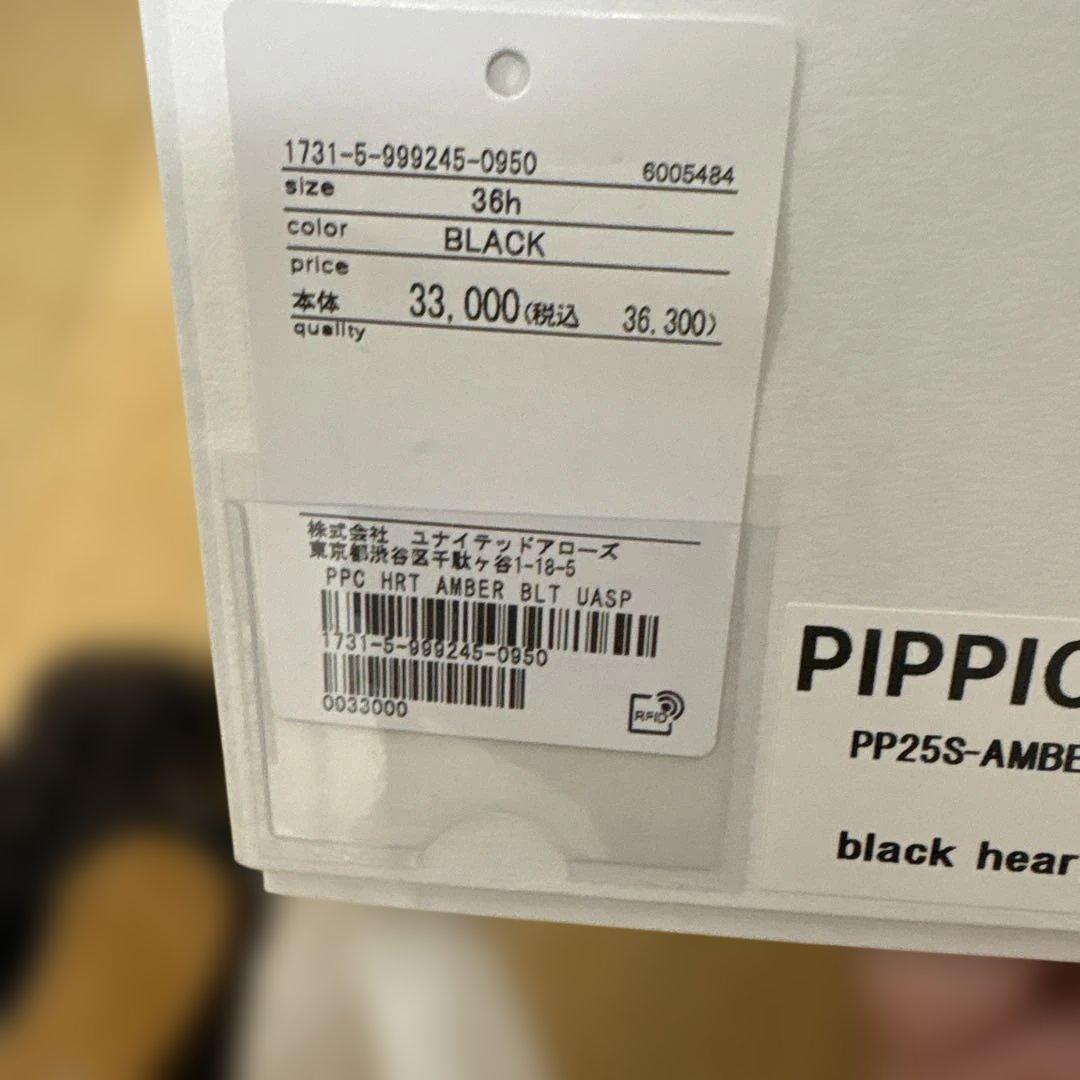 1731-5-999245-0950 6005484
size 36h
color BLACK
price
本体 33,000(税込 36,300)
quality
株式会社 ユナイテッドアローズ
東京都渋谷区千駄ヶ谷1-18-5
PPC HRT AMBER BLT UASP
1731-5-999245-0950
0033000
RFID
PIPPIC
PP25S-AMBE
black hear